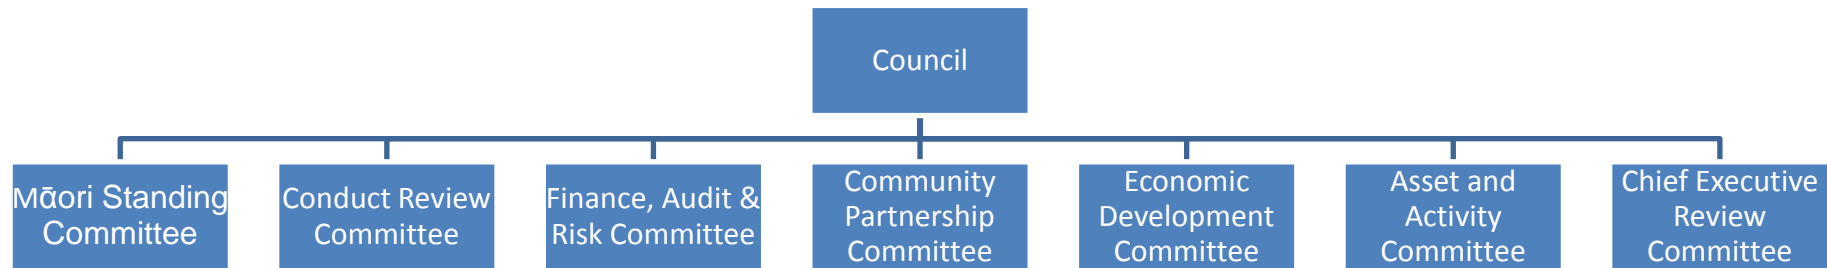 Council
Māori Standing
Committee
Conduct Review
Committee
Finance, Audit &
Risk Committee
Community
Partnership
Committee
Economic
Development
Committee
Asset and
Activity
Committee
Chief Executive
Review
Committee